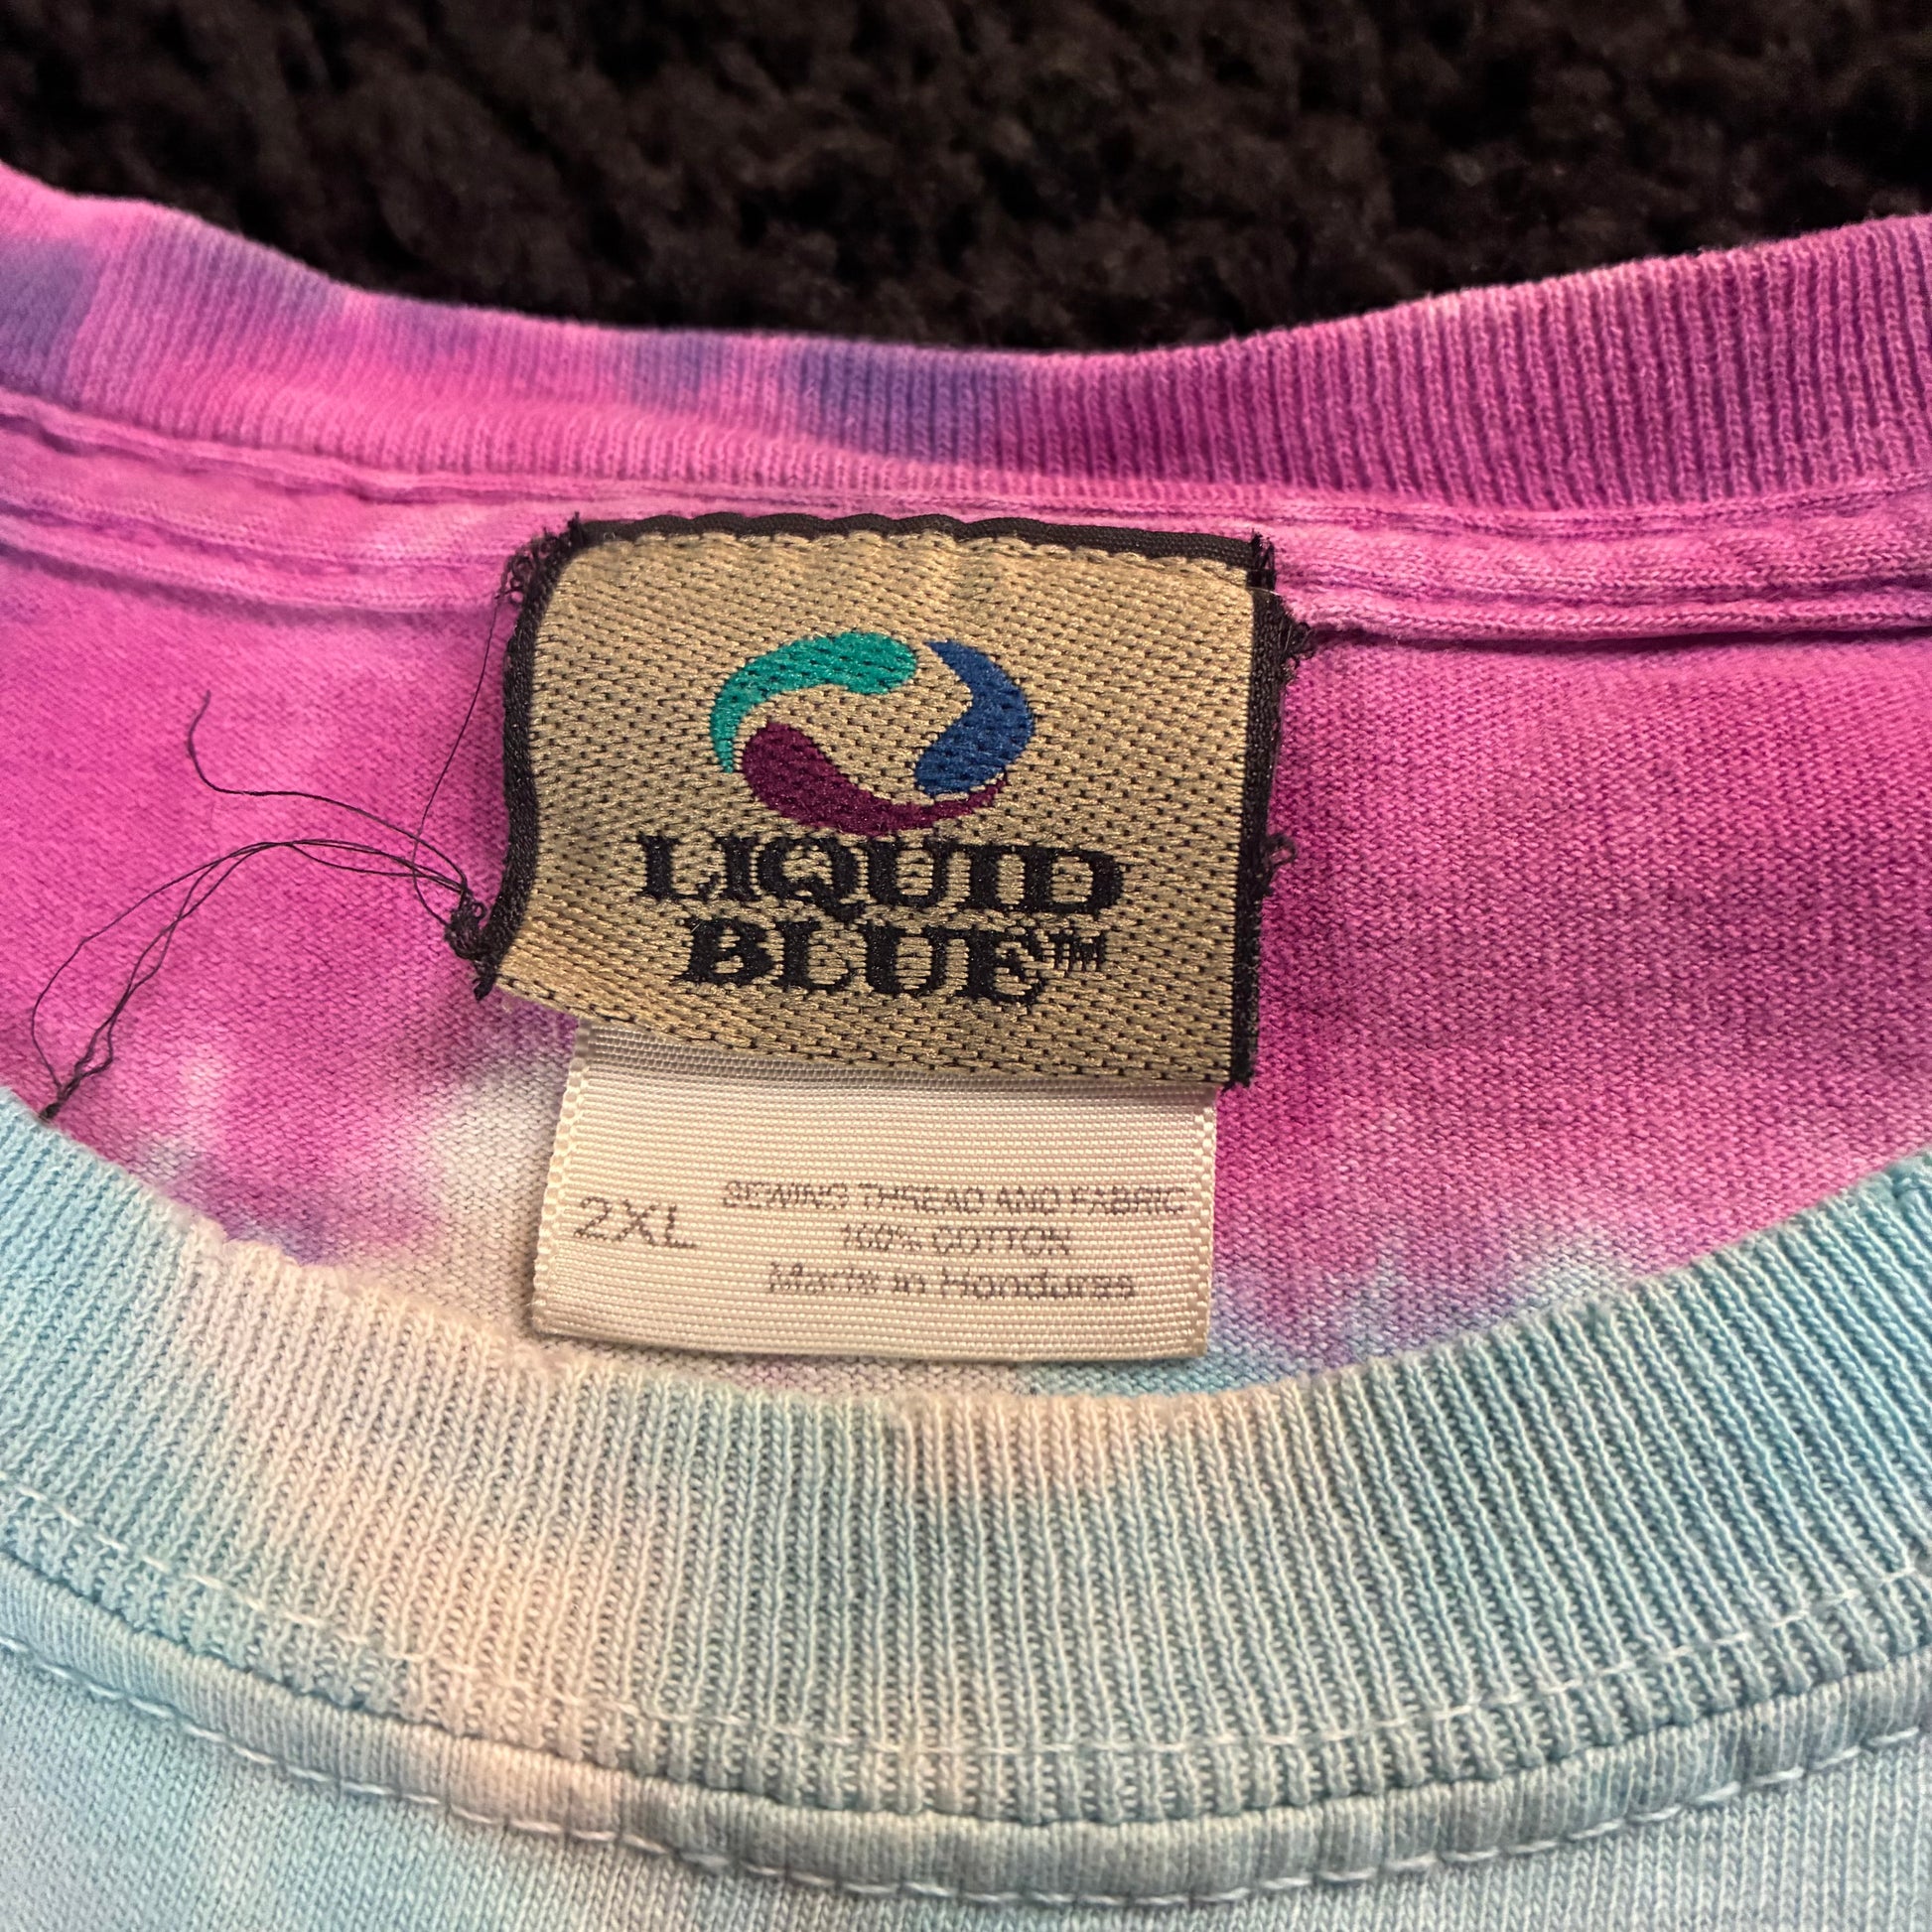 LIQUID
BLUE™
2XL
SEWING THREAD AND FABRIC
100% COTTON
Made in Honduras